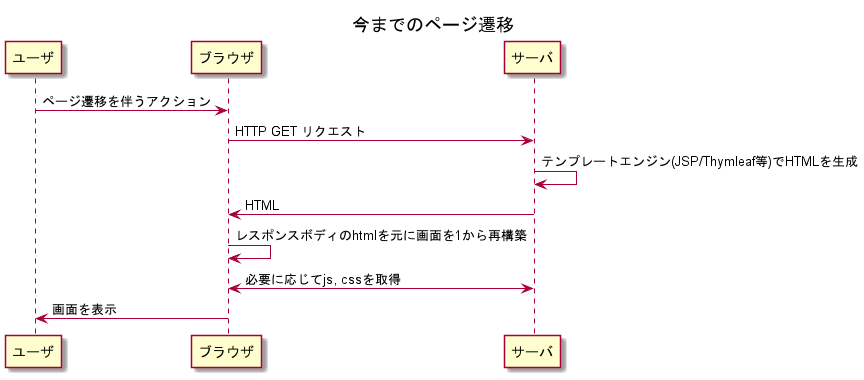 今までのページ遷移
ユーザ
ブラウザ
サーバ
ページ遷移を伴うアクション
HTTP GET リクエスト
テンプレートエンジン(JSP/Thymleaf等)でHTMLを生成
HTML
レスポンスボディのhtmlを元に画面を1から再構築
必要に応じてjs, cssを取得
画面を表示
ユーザ
ブラウザ
サーバ